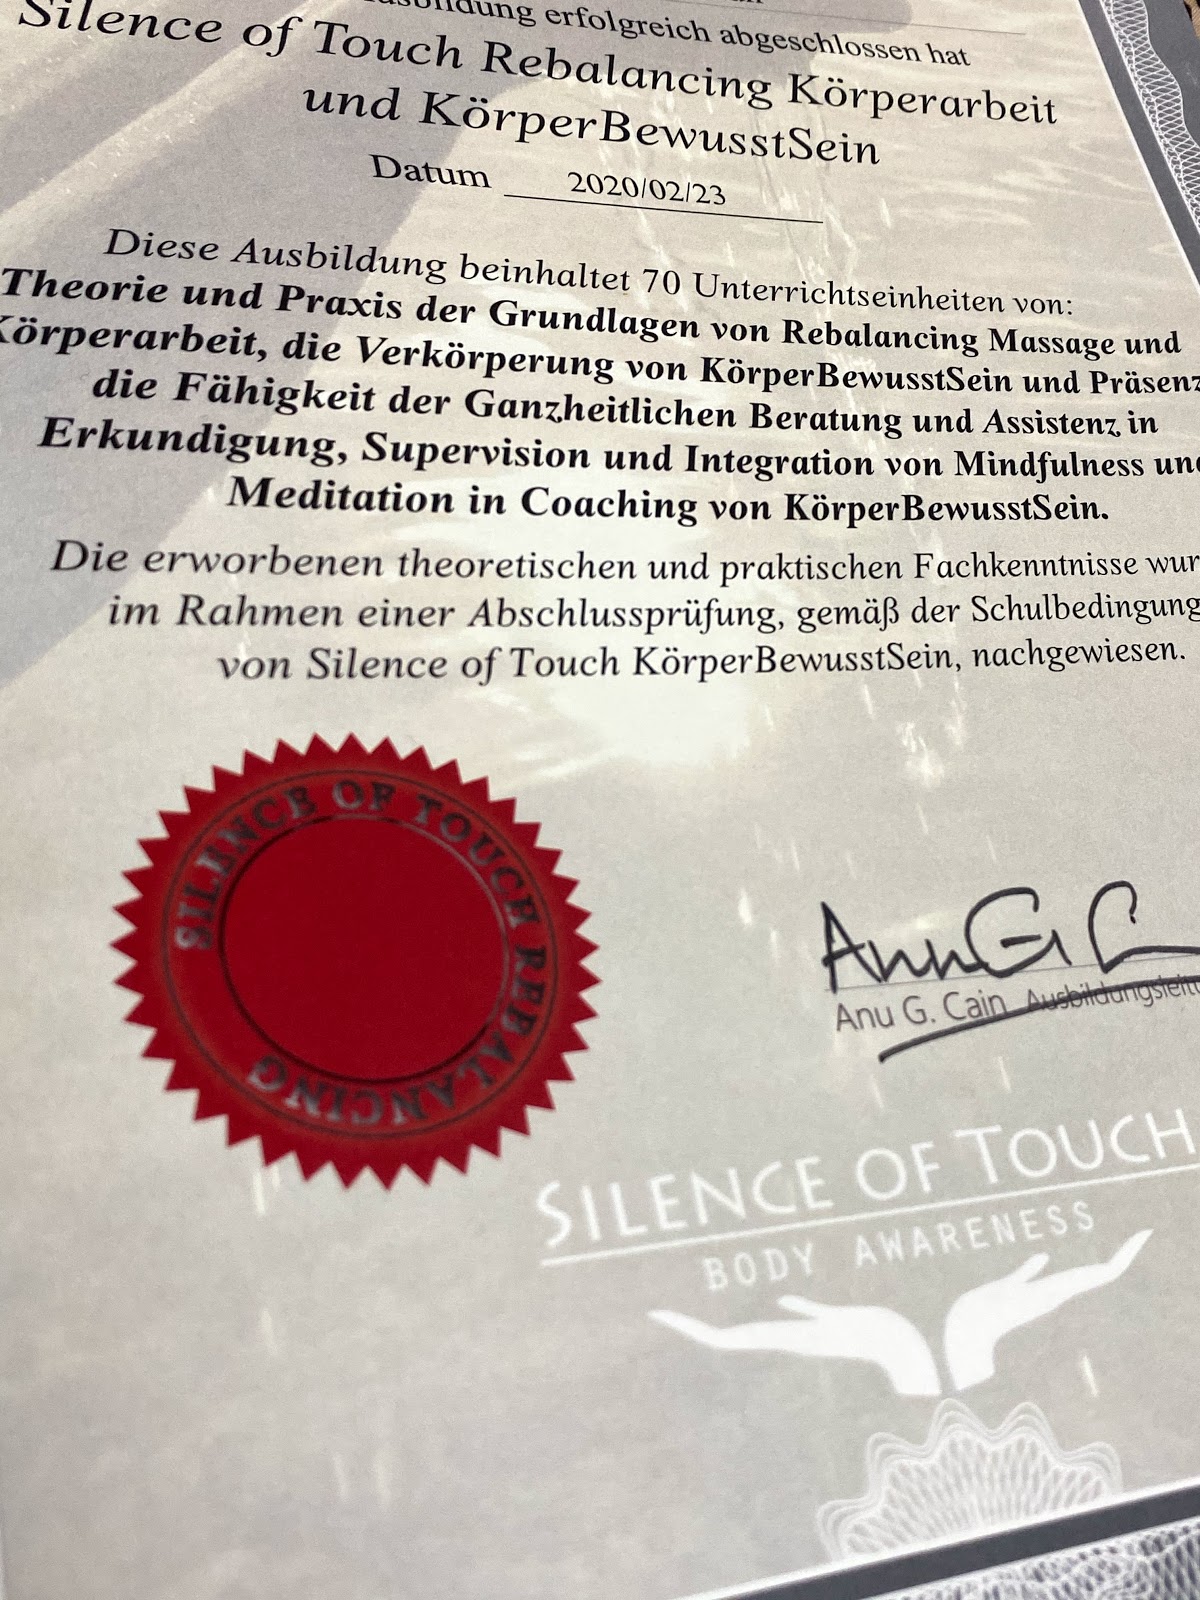 erfolgreich abgeschlossen hat
Silence of Touch Rebalancing Körperarbeit
und KörperBewusstSein
Datum 2020/02/23
Diese Ausbildung beinhaltet 70 Unterrichtseinheiten von:
Theorie und Praxis der Grundlagen von Rebalancing Massage und
Körperarbeit, die Verkörperung von KörperBewusstSein und Präsenz
die Fähigkeit der Ganzheitlichen Beratung und Assistenz in
Erkundigung, Supervision und Integration von Mindfulness und
Meditation in Coaching von KörperBewusstSein.
Die erworbenen theoretischen und praktischen Fachkenntnisse wur
im Rahmen einer Abschlussprüfung, gemäß der Schulbedingung
von Silence of Touch KörperBewusstSein, nachgewiesen.
SILENCE OF TOUCH REBALANCING
Anu G. C
Anu G. Cain Ausbildungsleitu
SILENCE OF TOUCH
BODY AWARENESS